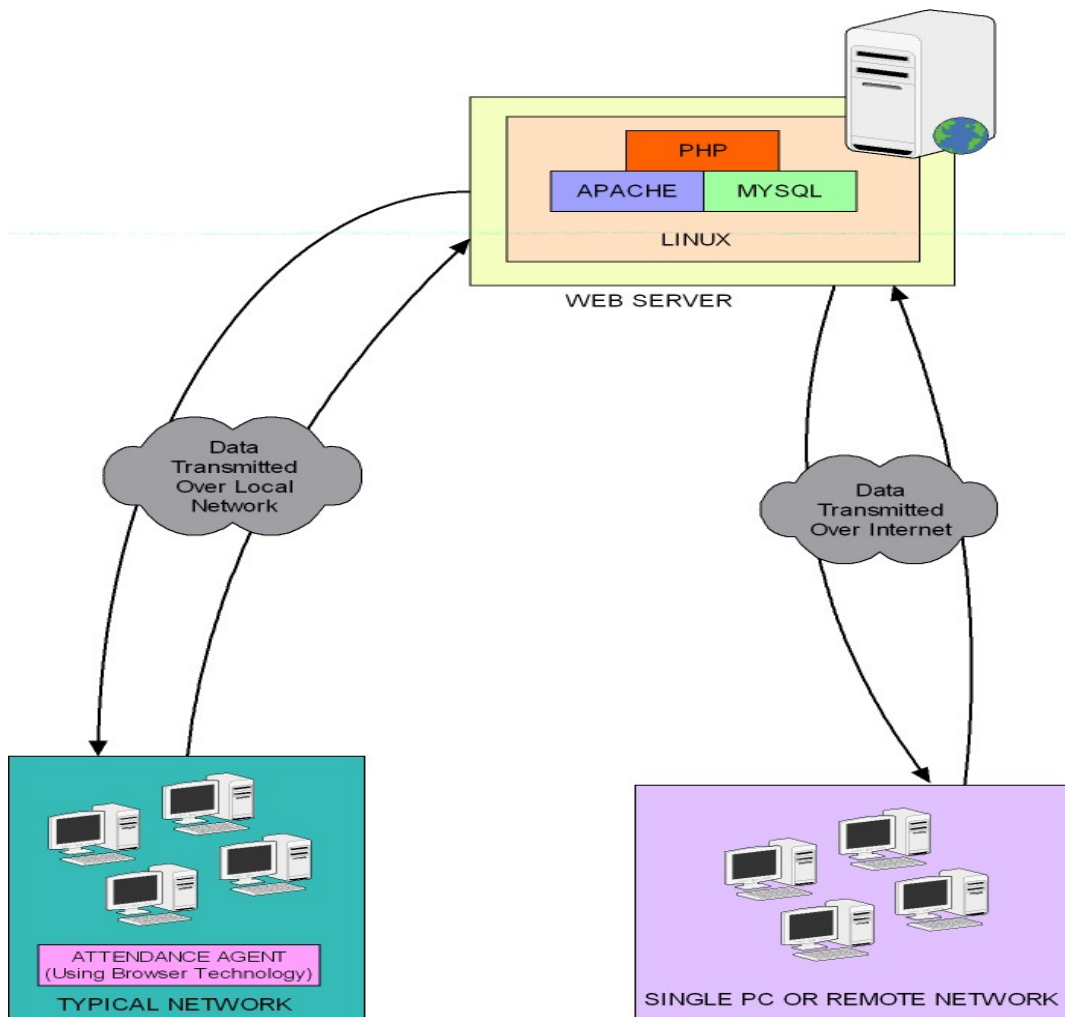 PHP
APACHE
MYSQL
LINUX
WEB SERVER
Data
Transmitted
Over Local
Network
Data
Transmitted
Over Internet
ATTENDANCE AGENT
(Using Browser Technology)
TYPICAL NETWORK
SINGLE PC OR REMOTE NETWORK